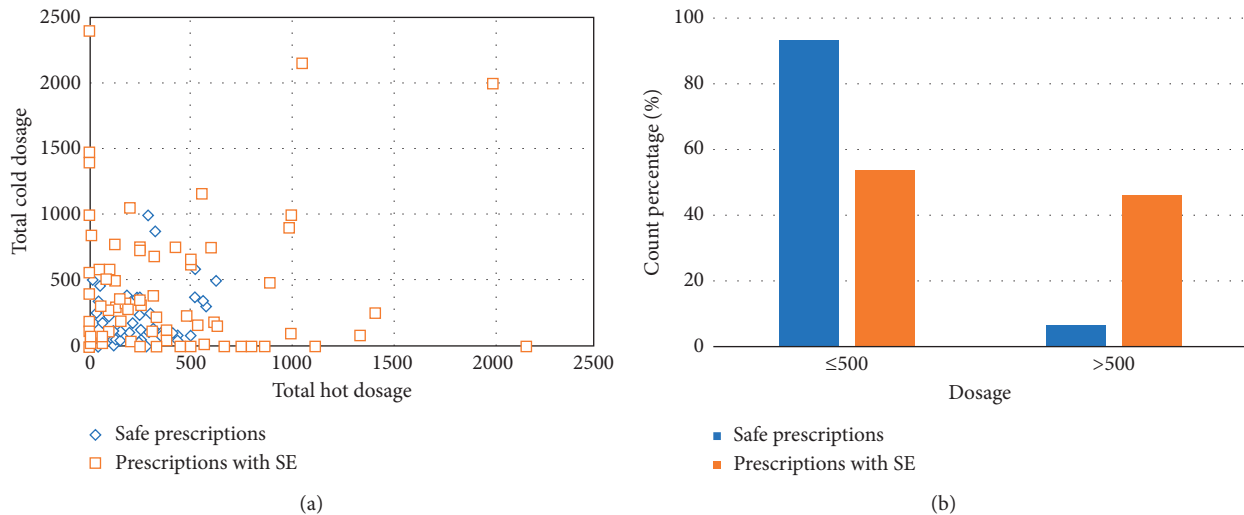 2500
2000
1500
1000
500
0
Total cold dosage
0 500 1000 1500 2000 2500
Total hot dosage
Safe prescriptions
Prescriptions with SE
(a)
100
80
60
40
20
0
Count percentage (%)
≤500 >500
Dosage
Safe prescriptions
Prescriptions with SE
(b)